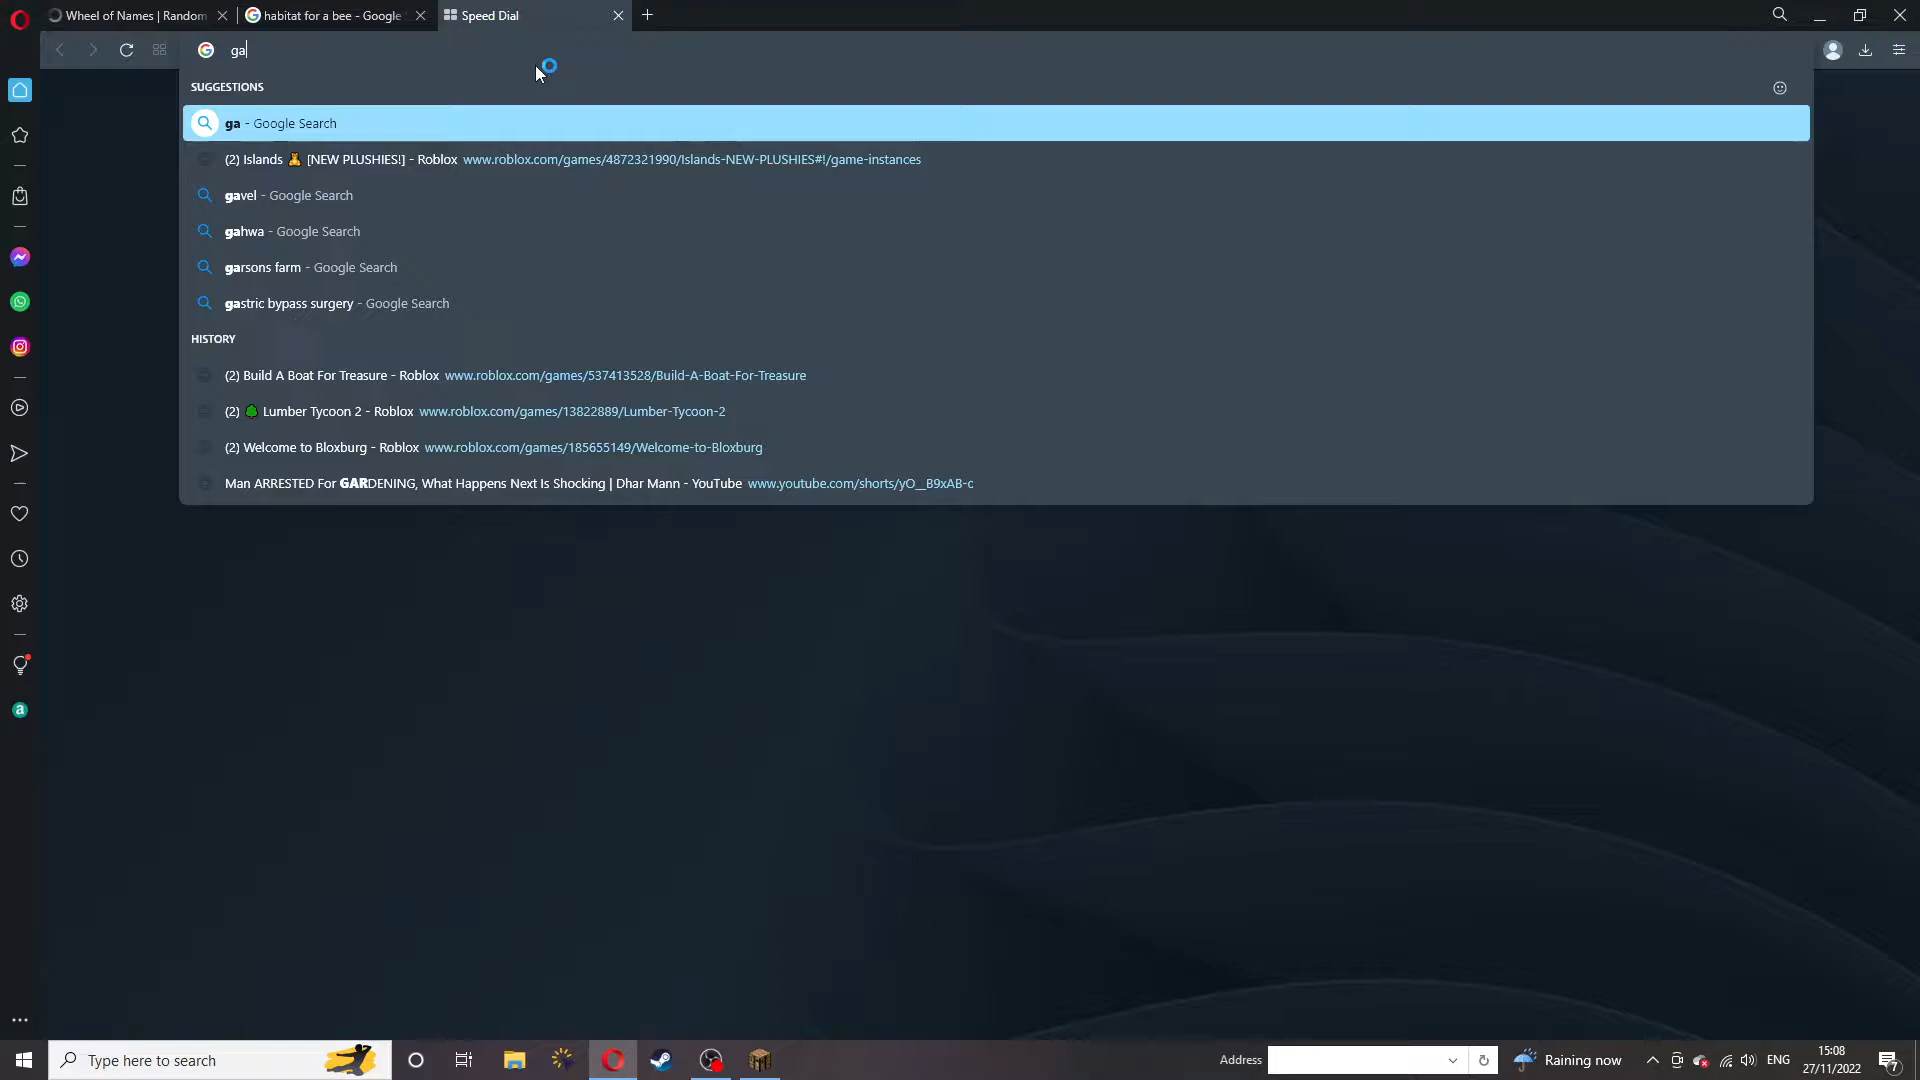 Wheel of Names | Random
habitat for a bee - Google
Speed Dial
ga
SUGGESTIONS
ga - Google Search
(2) Islands 🧸 [NEW PLUSHIES!] - Roblox www.roblox.com/games/4872321990/Islands-NEW-PLUSHIES#!/game-instances
gavel - Google Search
gahwa - Google Search
garsons farm - Google Search
gastric bypass surgery - Google Search
HISTORY
(2) Build A Boat For Treasure - Roblox www.roblox.com/games/537413528/Build-A-Boat-For-Treasure
(2) 🌳 Lumber Tycoon 2 - Roblox www.roblox.com/games/13822889/Lumber-Tycoon-2
(2) Welcome to Bloxburg - Roblox www.roblox.com/games/185655149/Welcome-to-Bloxburg
Man ARRESTED For GARDENING, What Happens Next Is Shocking | Dhar Mann - YouTube www.youtube.com/shorts/yO__B9xAB-c
a
Type here to search
Address
Raining now
ENG
15:08
27/11/2022
7